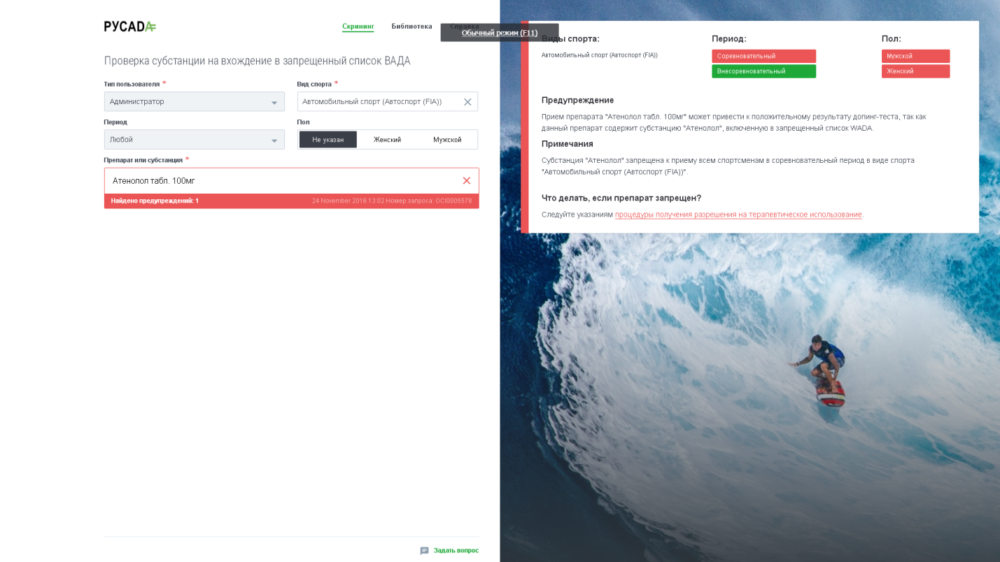 РУСАДА
Скрининг
Библиотека
Справка
Обычный режим (F11)
Проверка субстанции на вхождение в запрещенный список ВАДА
Тип пользователя *
Вид спорта *
Администратор
Автомобильный спорт (Автоспорт (FIA))
Период
Пол
Любой
Не указан
Женский
Мужской
Препарат или субстанция *
Атенолол табл. 100мг
Найдено предупреждений: 1
24 November 2016 13:02 Номер запроса: OCI0005578
Задать вопрос
Виды спорта:
Период:
Пол:
Автомобильный спорт (Автоспорт (FIA))
Соревновательный
Мужской
Внесоревновательный
Женский
Предупреждение
Прием препарата "Атенолол табл. 100мг" может привести к положительному результату допинг-теста, так как
данный препарат содержит субстанцию "Атенолол", включенную в запрещенный список WADA.
Примечания
Субстанция "Атенолол" запрещена к приему всем спортсменам в соревновательный период в виде спорта
"Автомобильный спорт (Автоспорт (FIA))".
Что делать, если препарат запрещен?
Следуйте указаниям процедуры получения разрешения на терапевтическое использование.